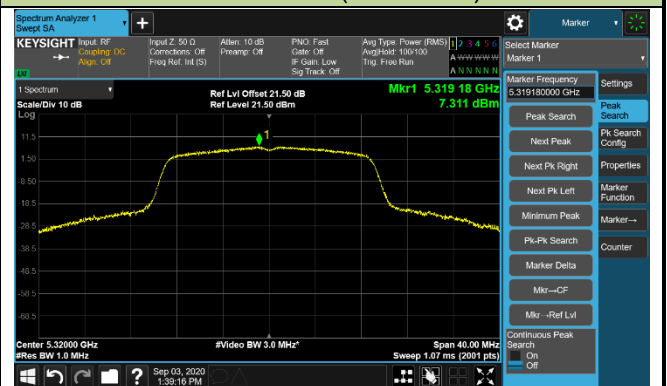 Spectrum Analyzer 1
Swept SA
Marker
KEYSIGHT
Input: RF
Coupling: DC
Align: Off
Input Z: 50 Ω
Corrections: Off
Freq Ref: Int (S)
Atten: 10 dB
Preamp: Off
PNO: Fast
Gate: Off
IF Gain: Low
Sig Track: Off
Avg Type: Power (RMS)
Avg|Hold: 100/100
Trig: Free Run
1 2 3 4 5 6
A W W W W W
A N N N N N
Select Marker
Marker 1
1 Spectrum
Scale/Div 10 dB
Log
Ref Lvl Offset 21.50 dB
Ref Level 21.50 dBm
Mkr1 5.319 18 GHz
7.311 dBm
11.5
1.50
-8.50
-18.5
-28.5
-38.5
-48.5
-58.5
-68.5
1
Center 5.32000 GHz
#Res BW 1.0 MHz
#Video BW 3.0 MHz*
Span 40.00 MHz
Sweep 1.07 ms (2001 pts)
Marker Frequency
5.319180000 GHz
Peak Search
Next Peak
Next Pk Right
Next Pk Left
Minimum Peak
Pk-Pk Search
Marker Delta
Mkr→CF
Mkr→Ref Lvl
Continuous Peak
Search
On
Off
Settings
Peak
Search
Pk Search
Config
Properties
Marker
Function
Marker→
Counter
Sep 03, 2020
1:39:16 PM